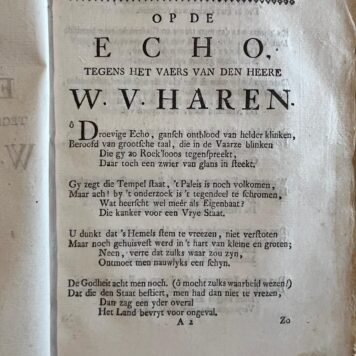 OP DE
ECHO,
TEGENS HET VAERS VAN DEN HEERE
W. V. HAREN.
ô Droevige Echo, gansch ontblood van helder klinken,
Beroofd van grootsche taal, die in de Vaarze blinken
Die gy zo Rock'loos tegenspreekt,
Daar toch een zwier van glans in steekt.
Gy zegt die Tempel staat, 't Paleis is noch volkomen,
Maar ach! by 't onderzoek is 't tegendeel te schromen,
Wat heerscht wel méér als Eigenbaat?
Die kanker voor een Vrye Staat.
U dunkt dat 's Hemels stem te vreezen, niet verstoten
Maar noch gehuisvest werd in 't hart van kleine en groten;
Neen, verre dat zulks waar zou zyn,
Ontmoet men nauwlyks een schyn.
De Godheit acht men noch. (ô mocht zulks waarheid wezen!)
Dat die den Staat bestiert, men had dan niet te vrezen,
Dan zag een yder overal
Het Land bevryt voor ongeval.
A 2 Zo